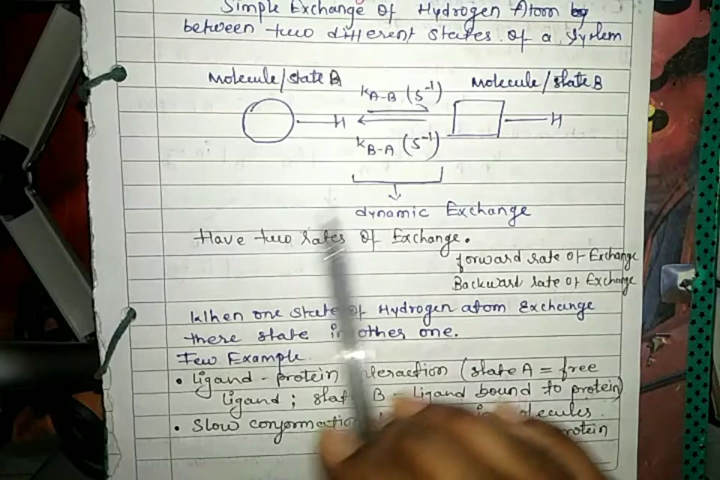 Simple Exchange Of Hydrogen Atom by
between two different states of a system
Molecule/state A
Molecule/state B
kA-B (s⁻¹)
H
H
kB-A (s⁻¹)
dynamic Exchange
Have two rates Of Exchange.
forward rate of Exchange
Backward rate of Exchange
When one state of Hydrogen atom Exchange
there state in other one.
Few Example
• Ligand-protein interaction (state A = free
ligand; state B - Ligand bound to protein)
• Slow